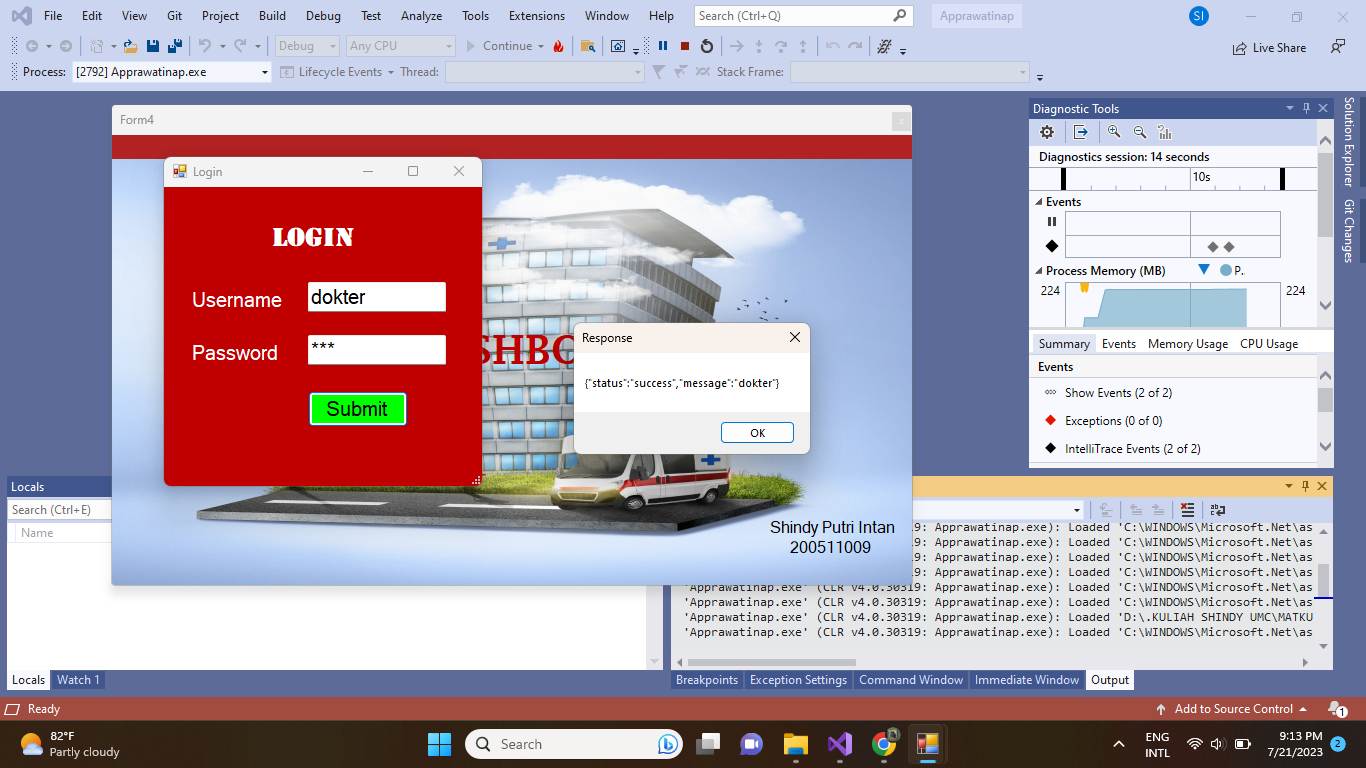 File Edit View Git Project Build Debug Test Analyze Tools Extensions Window Help Search (Ctrl+Q) Apprawatinap SI
Debug Any CPU Continue Live Share
Process: [2792] Apprawatinap.exe Lifecycle Events Thread: Stack Frame:
Form4
Login
LOGIN
Username dokter
Password ***
Submit
SHBC
Response
{"status":"success","message":"dokter"}
OK
Shindy Putri Intan
200511009
Diagnostic Tools
Diagnostics session: 14 seconds
10s
Events
Process Memory (MB) P..
224 224
Summary Events Memory Usage CPU Usage
Events
Show Events (2 of 2)
Exceptions (0 of 0)
IntelliTrace Events (2 of 2)
Solution Explorer
Git Changes
Locals
Search (Ctrl+E)
Name
319: Apprawatinap.exe): Loaded 'C:\WINDOWS\Microsoft.Net\as
319: Apprawatinap.exe): Loaded 'C:\WINDOWS\Microsoft.Net\as
319: Apprawatinap.exe): Loaded 'C:\WINDOWS\Microsoft.Net\as
319: Apprawatinap.exe): Loaded 'C:\WINDOWS\Microsoft.Net\as
'Apprawatinap.exe' (CLR v4.0.30319: Apprawatinap.exe): Loaded 'C:\WINDOWS\Microsoft.Net\as
'Apprawatinap.exe' (CLR v4.0.30319: Apprawatinap.exe): Loaded 'C:\WINDOWS\Microsoft.Net\as
'Apprawatinap.exe' (CLR v4.0.30319: Apprawatinap.exe): Loaded 'D:\.KULIAH SHINDY UMC\MATKU
'Apprawatinap.exe' (CLR v4.0.30319: Apprawatinap.exe): Loaded 'C:\WINDOWS\Microsoft.Net\as
Locals Watch 1
Breakpoints Exception Settings Command Window Immediate Window Output
Ready Add to Source Control 1
82°F
Partly cloudy
Search
ENG
INTL
9:13 PM
7/21/2023
2